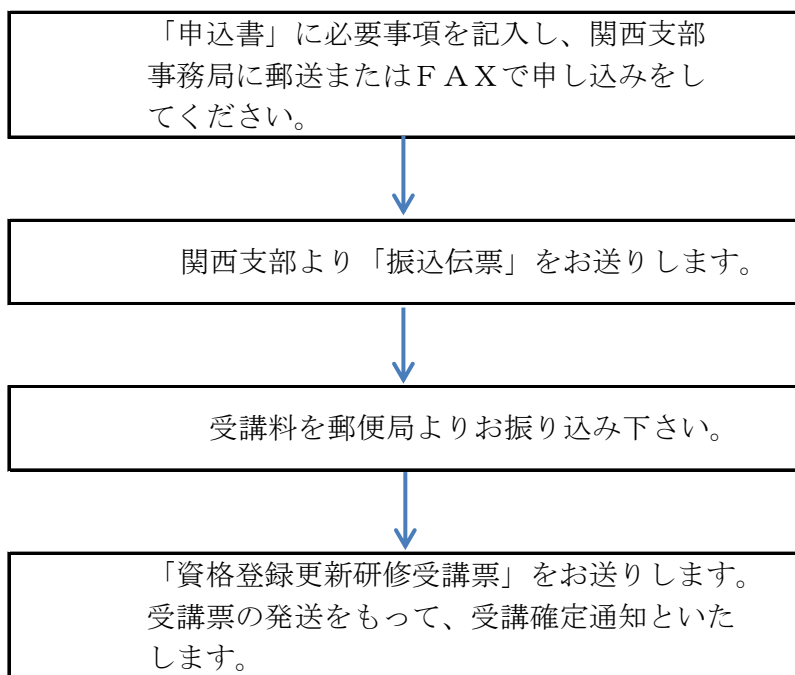 「申込書」に必要事項を記入し、関西支部
事務局に郵送またはＦＡＸで申し込みをし
てください。
関西支部より「振込伝票」をお送りします。
受講料を郵便局よりお振り込み下さい。
「資格登録更新研修受講票」をお送りします。
受講票の発送をもって、受講確定通知といた
します。